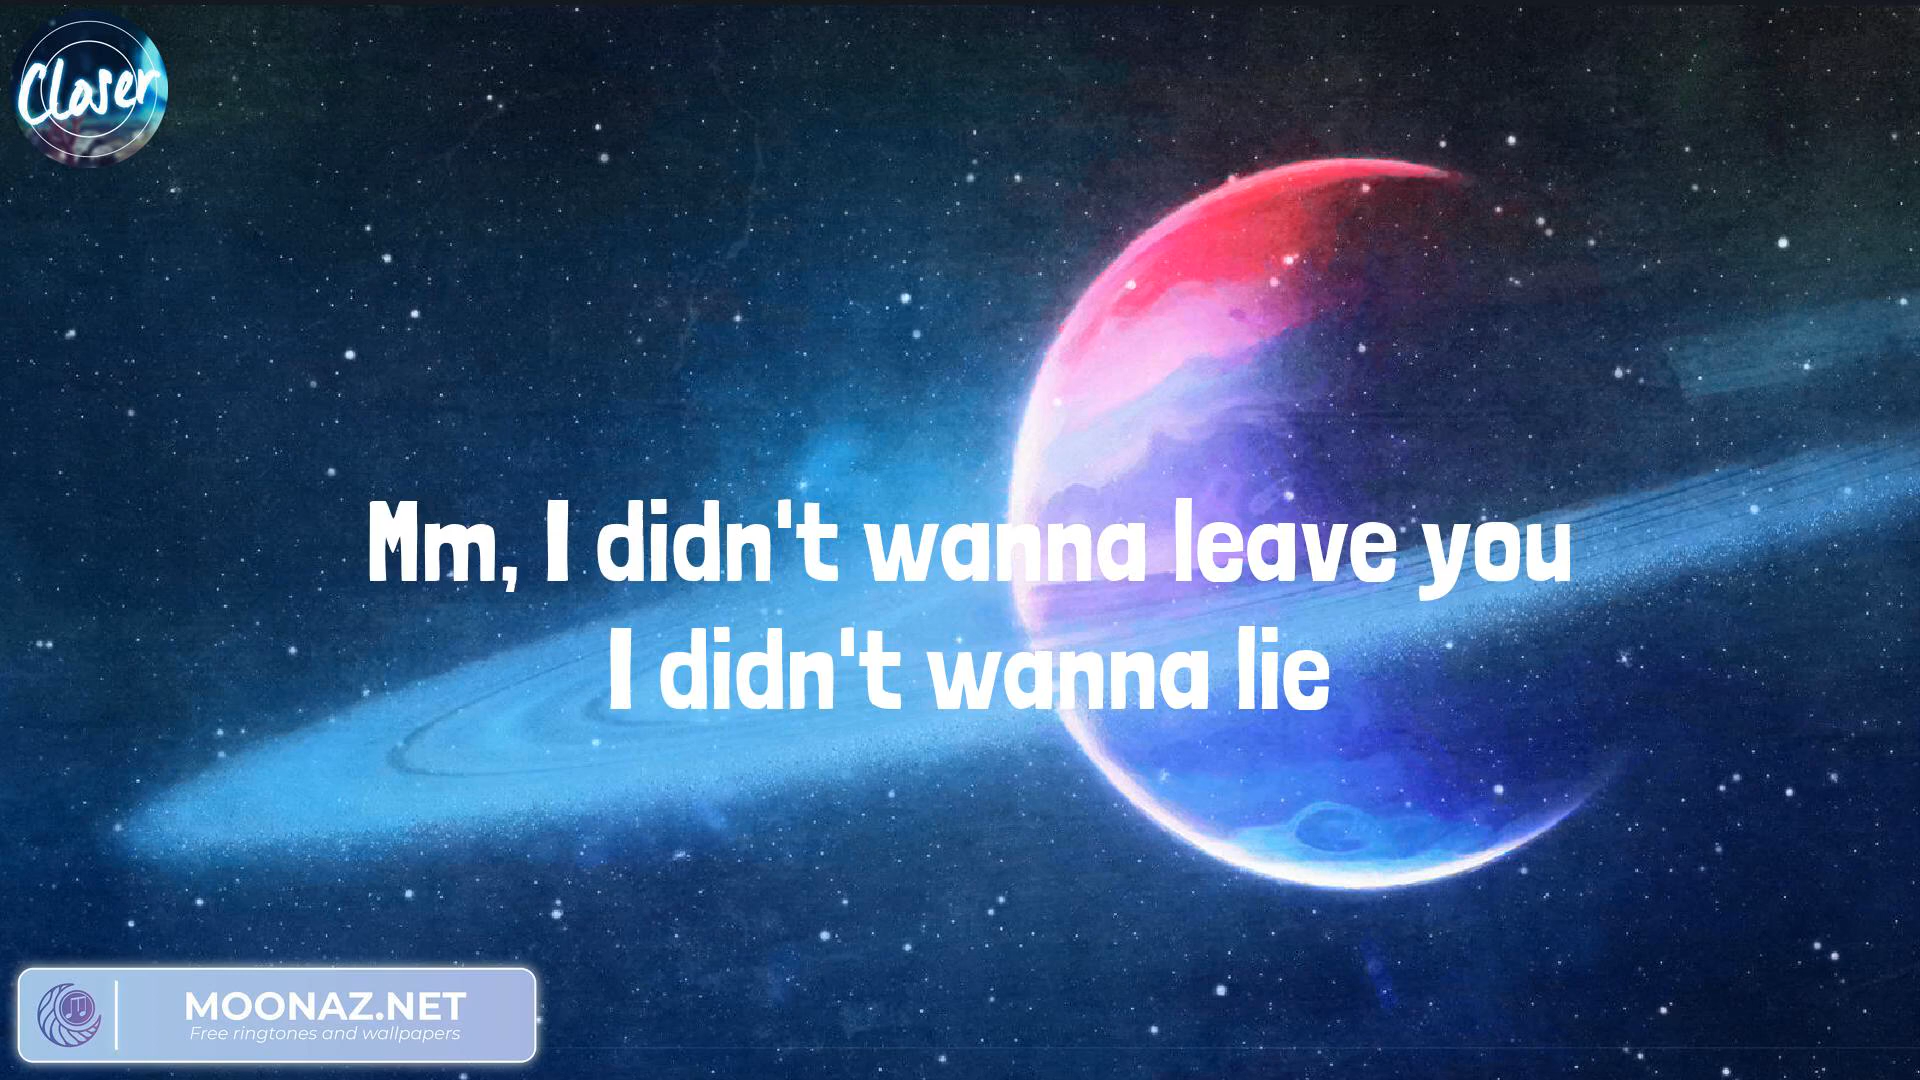 Closer
Mm, I didn't wanna leave you
I didn't wanna lie
MOONAZ.NET
Free ringtones and wallpapers